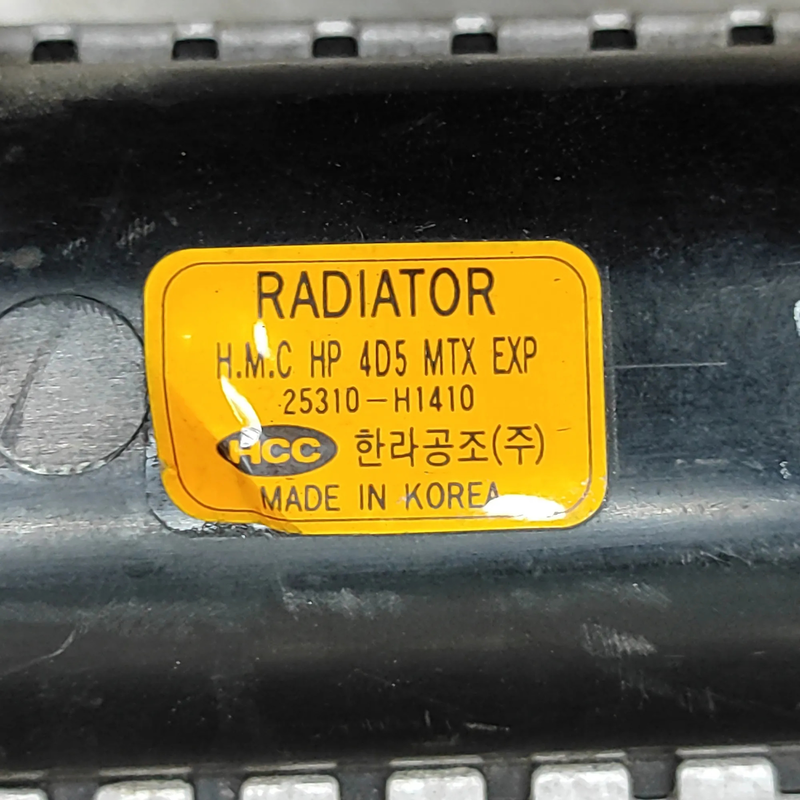 RADIATOR
H.M.C HP 4D5 MTX EXP
25310-H1410
HCC 한라공조(주)
MADE IN KOREA